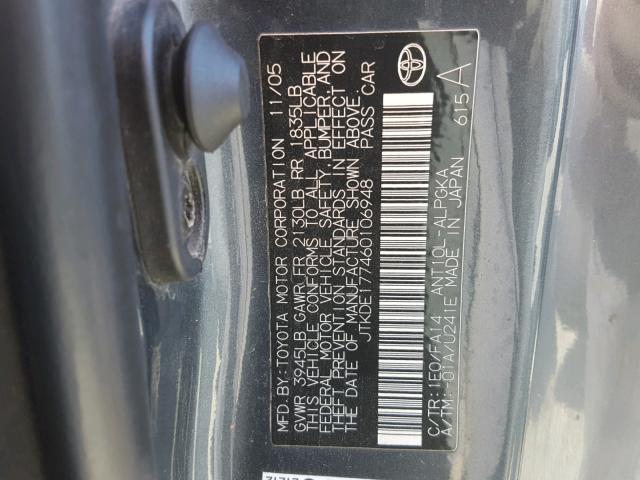 MFD.BY:TOYOTA MOTOR CORPORATION 11/05
GVWR 3945LB GAWR FR 2130LB RR 1835LB
THIS VEHICLE CONFORMS TO ALL APPLICABLE
FEDERAL MOTOR VEHICLE SAFETY, BUMPER, AND
THEFT PREVENTION STANDARDS IN EFFECT ON
THE DATE OF MANUFACTURE SHOWN ABOVE.
JTKDE177460106948 PASS CAR
C/TR: 1E0/FA14 ANT10L-ALPGKA 615A
A/TM: -01A/U241E MADE IN JAPAN